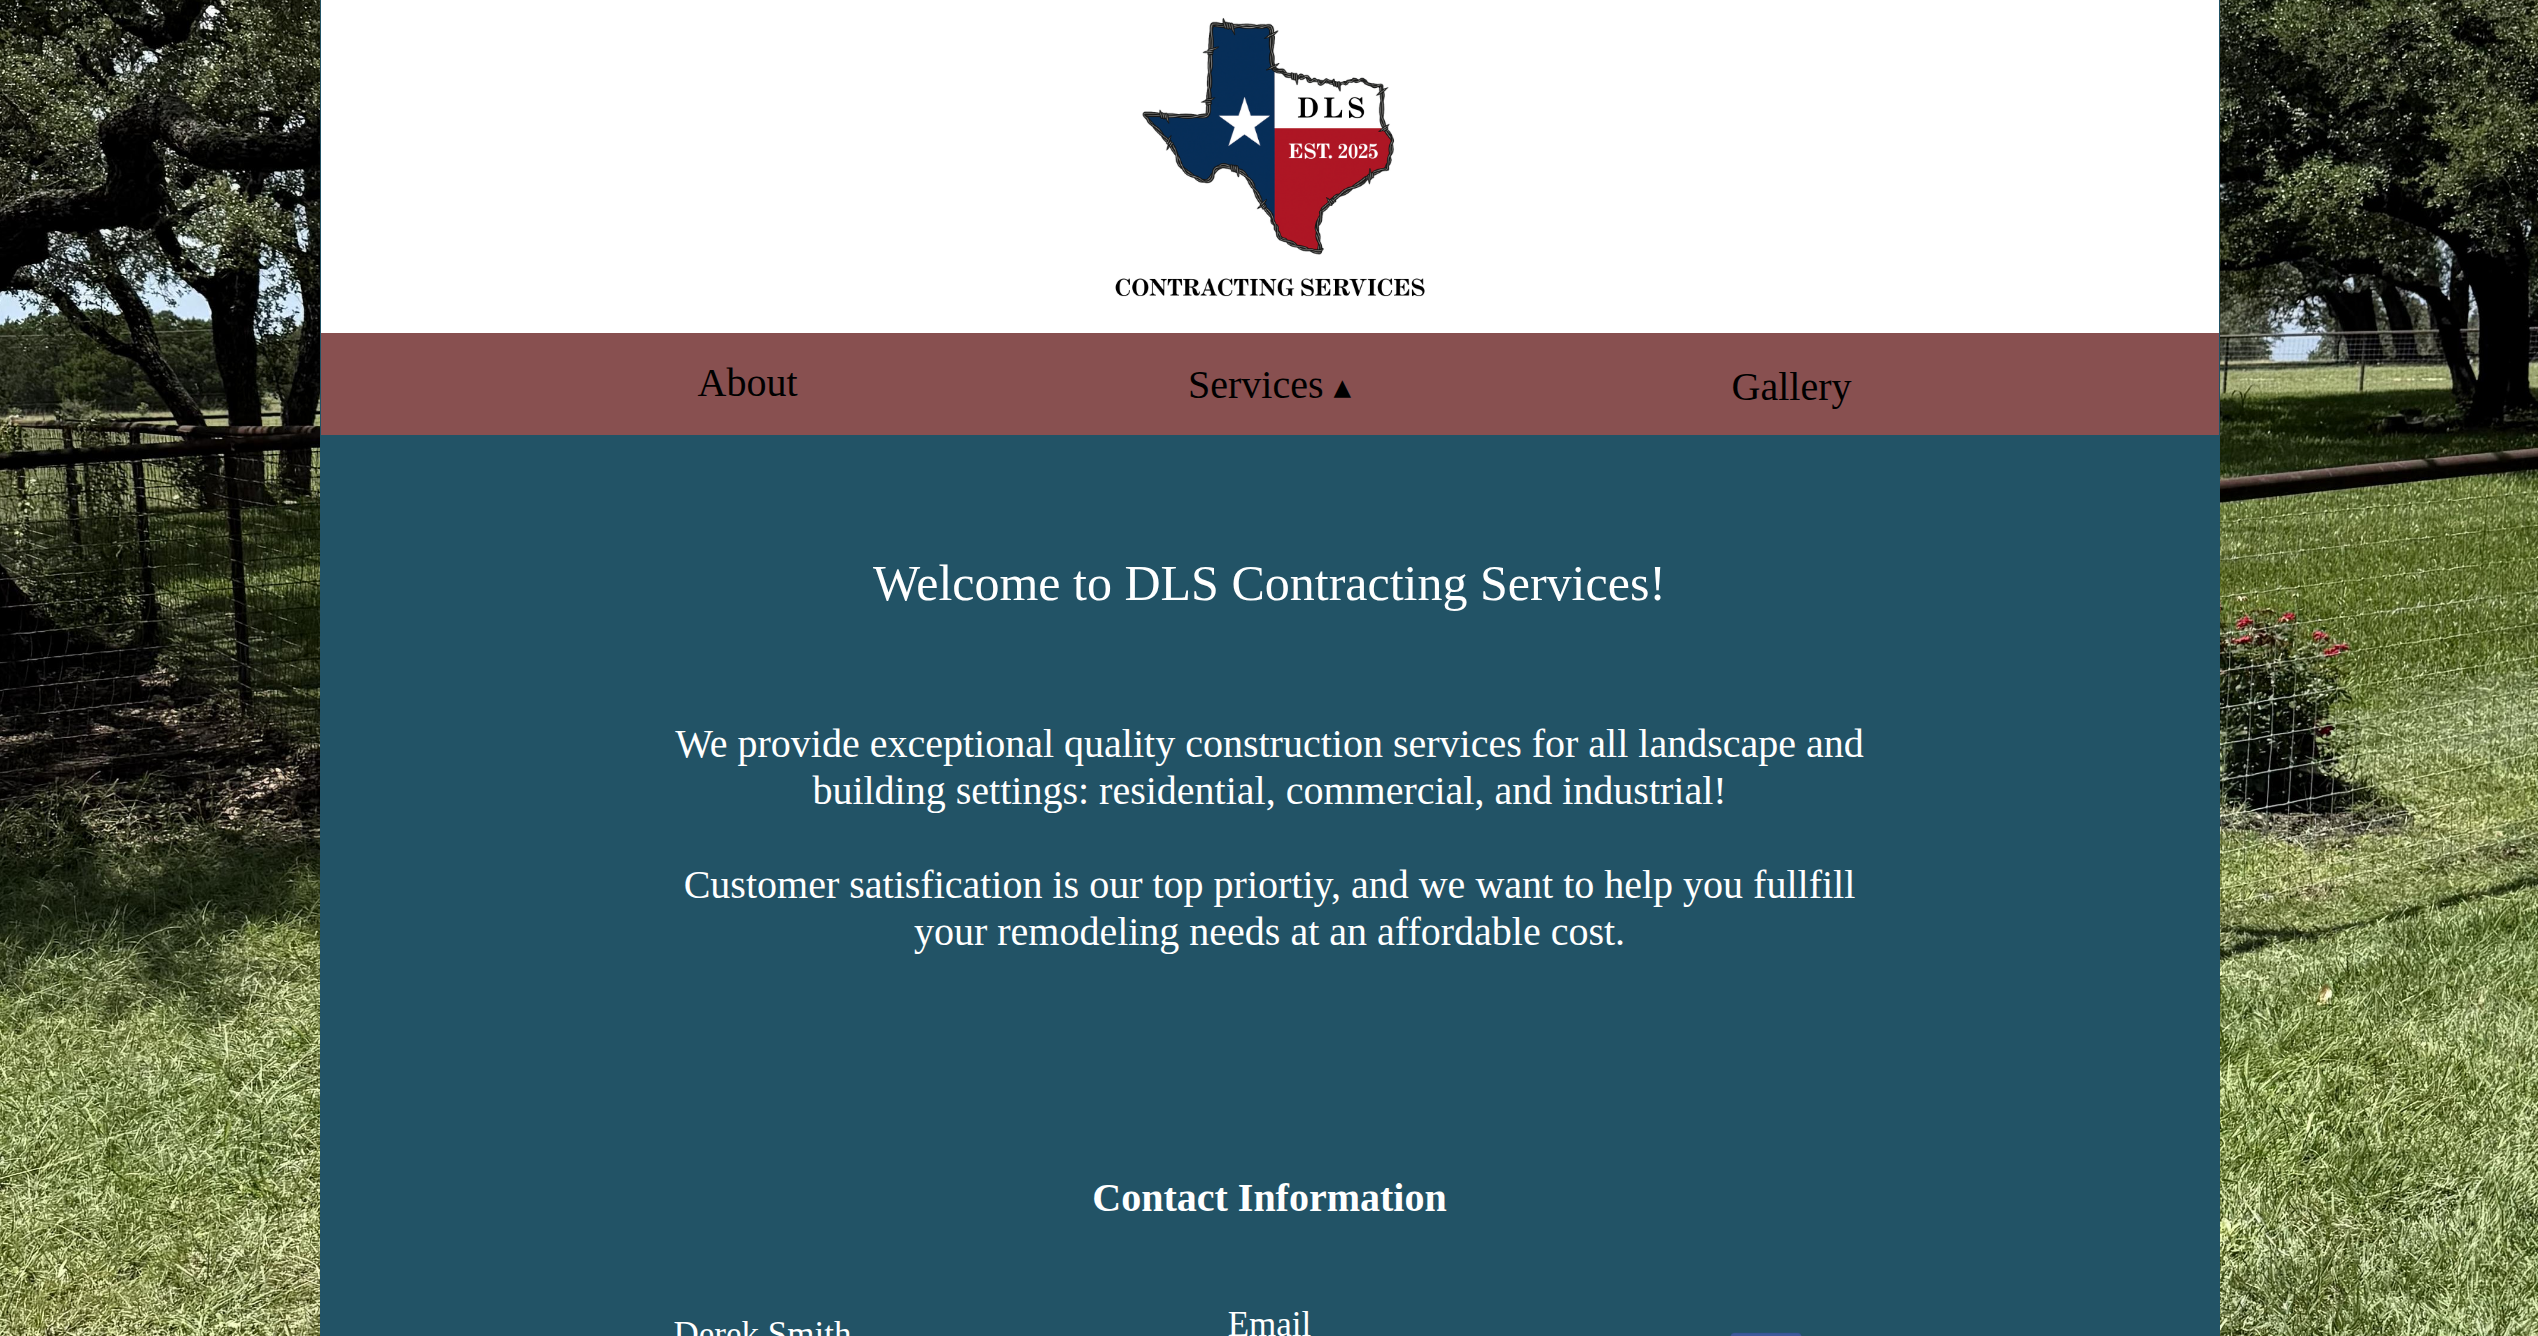 DLS
EST. 2025
CONTRACTING SERVICES
About
Services ▲
Gallery
Welcome to DLS Contracting Services!
We provide exceptional quality construction services for all landscape and
building settings: residential, commercial, and industrial!
Customer satisfication is our top priortiy, and we want to help you fullfill
your remodeling needs at an affordable cost.
Contact Information
Derek Smith
Email